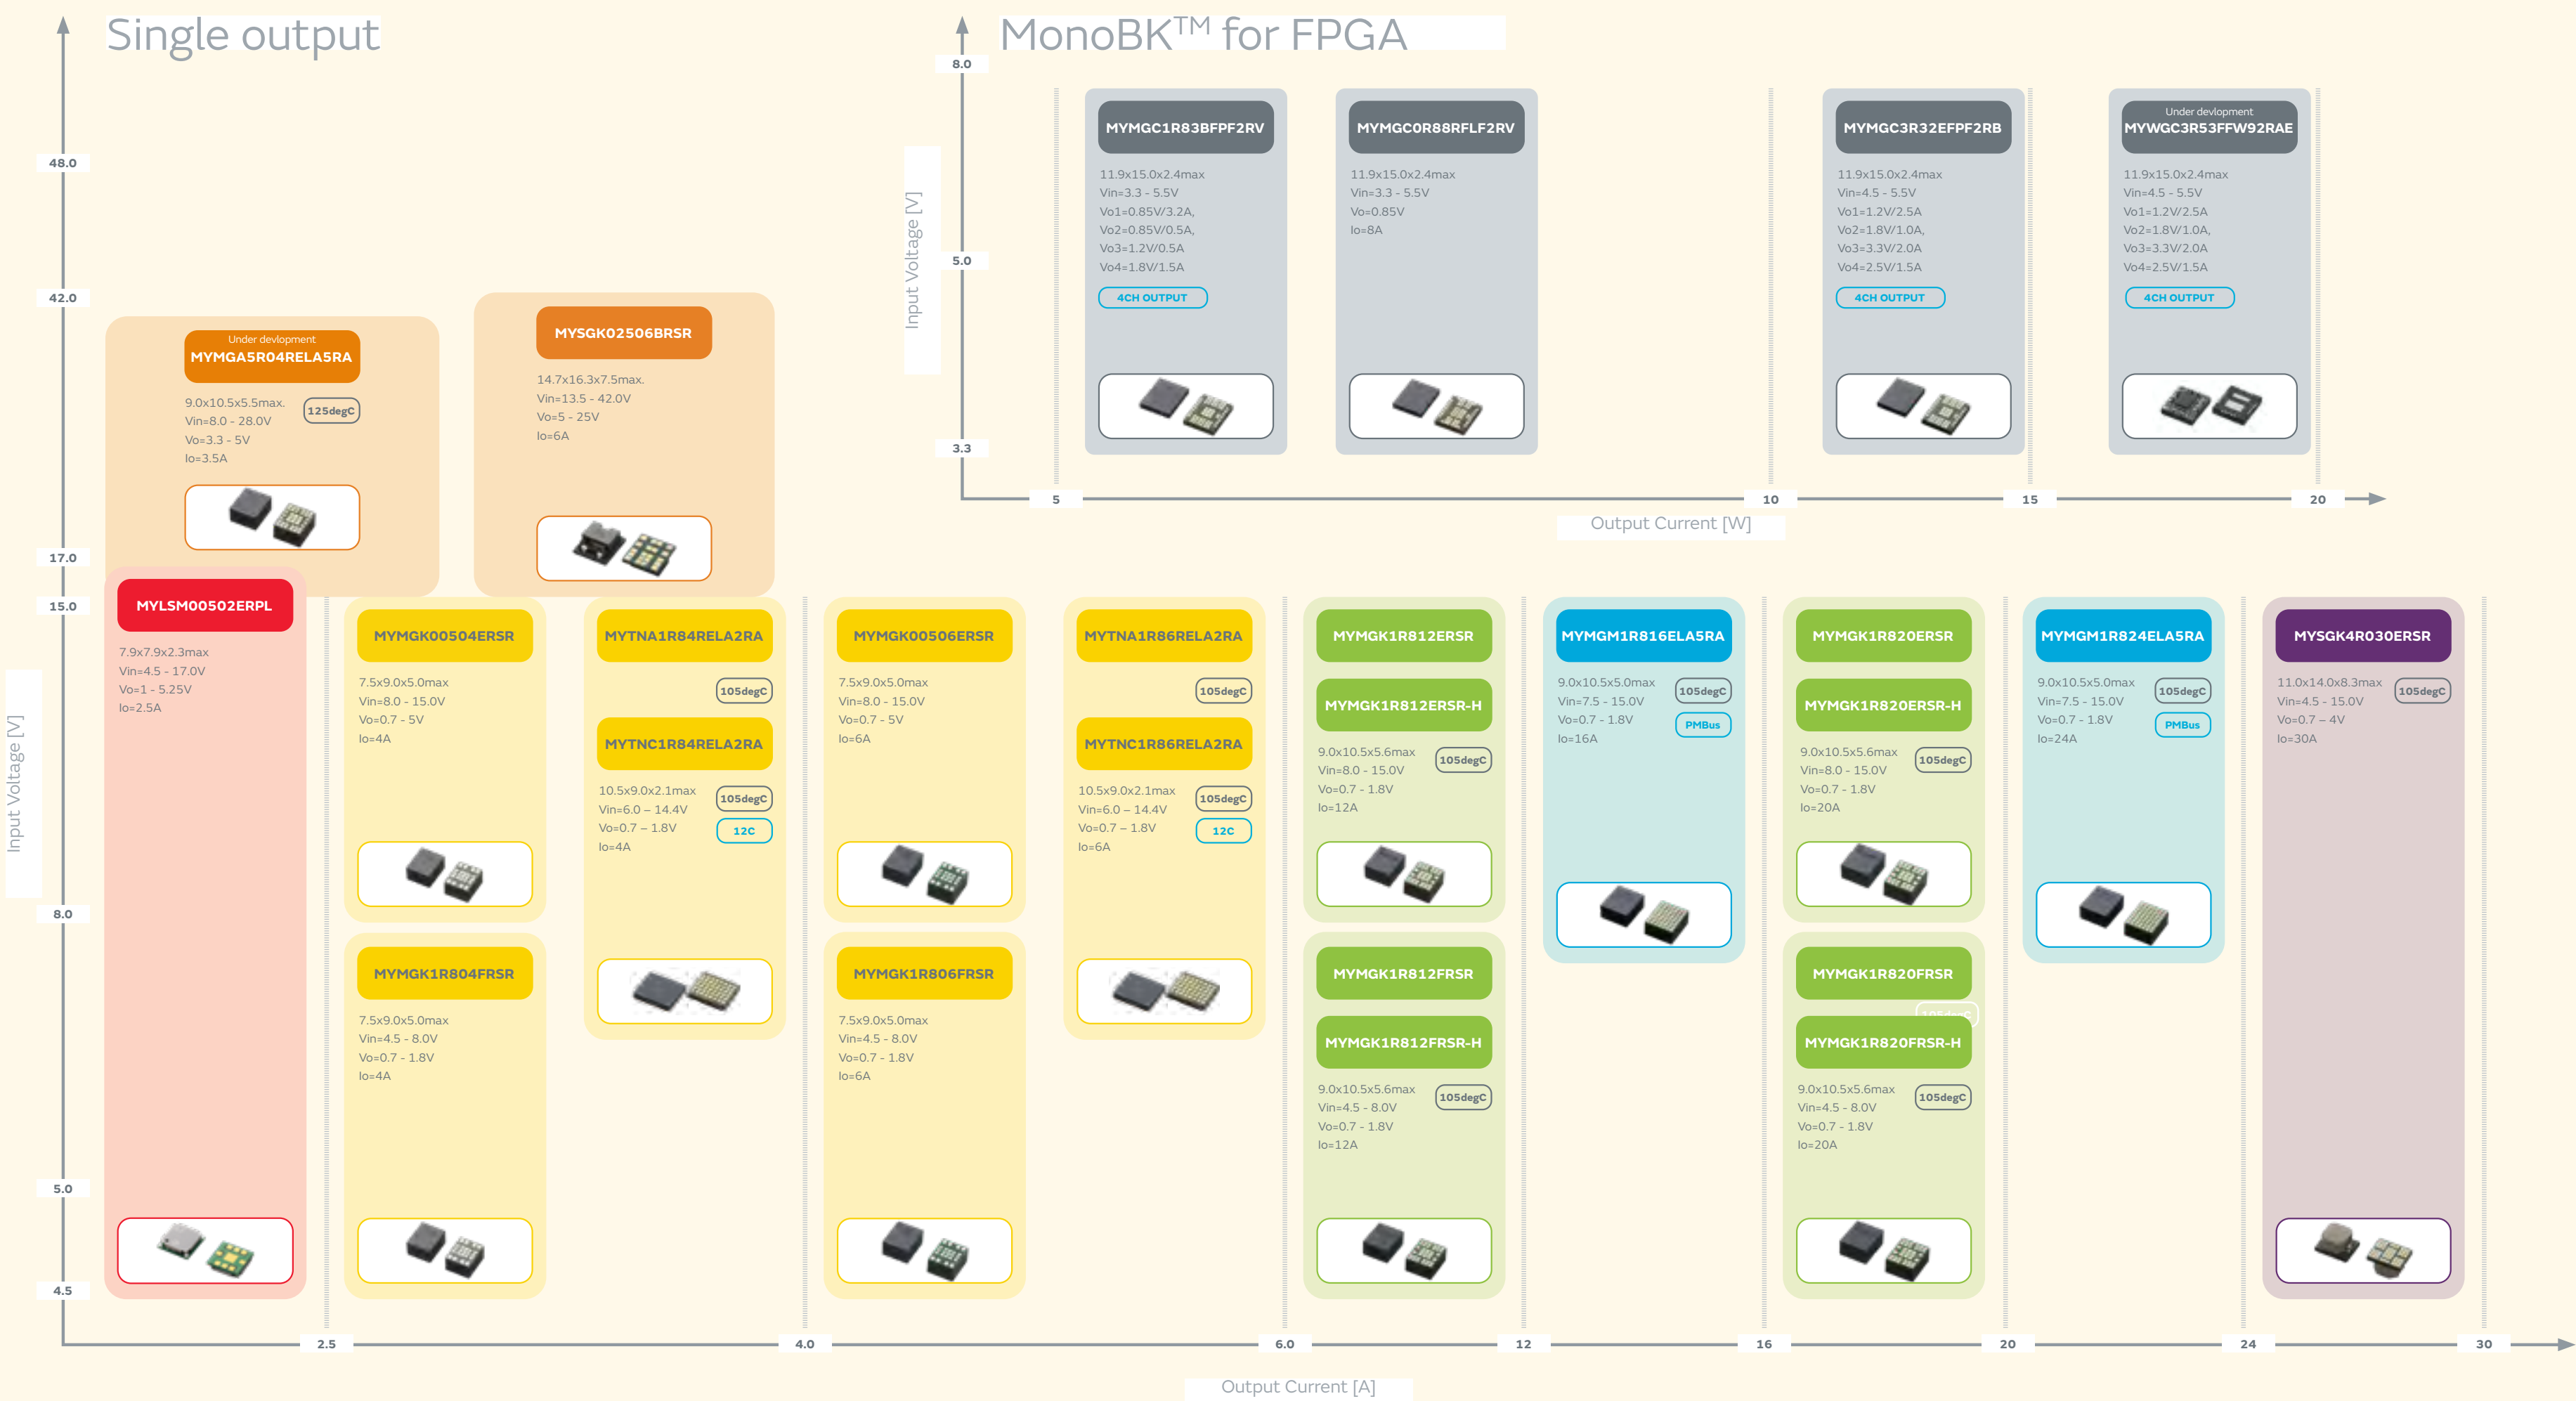 Single output
48.0
42.0
17.0
15.0
8.0
5.0
4.5
Input Voltage [V]
Under devlopment
MYMGA5R04RELA5RA
9.0x10.5x5.5max.
125degC
Vin=8.0 - 28.0V
Vo=3.3 - 5V
Io=3.5A
MYSGK02506BRSR
14.7x16.3x7.5max.
Vin=13.5 - 42.0V
Vo=5 - 25V
Io=6A
MonoBK™ for FPGA
8.0
5.0
3.3
Input Voltage [V]
MYMGC1R83BFPF2RV
11.9x15.0x2.4max
Vin=3.3 - 5.5V
Vo1=0.85V/3.2A,
Vo2=0.85V/0.5A,
Vo3=1.2V/0.5A
Vo4=1.8V/1.5A
4CH OUTPUT
MYMGC0R88RFLF2RV
11.9x15.0x2.4max
Vin=3.3 - 5.5V
Vo=0.85V
Io=8A
MYMGC3R32EFPF2RB
11.9x15.0x2.4max
Vin=4.5 - 5.5V
Vo1=1.2V/2.5A
Vo2=1.8V/1.0A,
Vo3=3.3V/2.0A
Vo4=2.5V/1.5A
4CH OUTPUT
Under devlopment
MYWGC3R53FFW92RAE
11.9x15.0x2.4max
Vin=4.5 - 5.5V
Vo1=1.2V/2.5A
Vo2=1.8V/1.0A,
Vo3=3.3V/2.0A
Vo4=2.5V/1.5A
4CH OUTPUT
5
10
15
20
Output Current [W]
MYLSM00502ERPL
7.9x7.9x2.3max
Vin=4.5 - 17.0V
Vo=1 - 5.25V
Io=2.5A
MYMGK00504ERSR
7.5x9.0x5.0max
Vin=8.0 - 15.0V
Vo=0.7 - 5V
Io=4A
MYMGK1R804FRSR
7.5x9.0x5.0max
Vin=4.5 - 8.0V
Vo=0.7 - 1.8V
Io=4A
MYTNA1R84RELA2RA
105degC
MYTNC1R84RELA2RA
10.5x9.0x2.1max
105degC
Vin=6.0 – 14.4V
Vo=0.7 – 1.8V
12C
Io=4A
MYMGK00506ERSR
7.5x9.0x5.0max
Vin=8.0 - 15.0V
Vo=0.7 - 5V
Io=6A
MYMGK1R806FRSR
7.5x9.0x5.0max
Vin=4.5 - 8.0V
Vo=0.7 - 1.8V
Io=6A
MYTNA1R86RELA2RA
105degC
MYTNC1R86RELA2RA
10.5x9.0x2.1max
105degC
Vin=6.0 – 14.4V
Vo=0.7 – 1.8V
12C
Io=6A
MYMGK1R812ERSR
MYMGK1R812ERSR-H
9.0x10.5x5.6max
105degC
Vin=8.0 - 15.0V
Vo=0.7 - 1.8V
Io=12A
MYMGK1R812FRSR
MYMGK1R812FRSR-H
9.0x10.5x5.6max
105degC
Vin=4.5 - 8.0V
Vo=0.7 - 1.8V
Io=12A
MYMGM1R816ELA5RA
9.0x10.5x5.0max
105degC
Vin=7.5 - 15.0V
Vo=0.7 - 1.8V
PMBus
Io=16A
MYMGK1R820ERSR
MYMGK1R820ERSR-H
9.0x10.5x5.6max
105degC
Vin=8.0 - 15.0V
Vo=0.7 - 1.8V
Io=20A
MYMGK1R820FRSR
105degC
MYMGK1R820FRSR-H
9.0x10.5x5.6max
105degC
Vin=4.5 - 8.0V
Vo=0.7 - 1.8V
Io=20A
MYMGM1R824ELA5RA
9.0x10.5x5.0max
105degC
Vin=7.5 - 15.0V
Vo=0.7 - 1.8V
PMBus
Io=24A
MYSGK4R030ERSR
11.0x14.0x8.3max
105degC
Vin=4.5 - 15.0V
Vo=0.7 – 4V
Io=30A
2.5
4.0
6.0
12
16
20
24
30
Output Current [A]